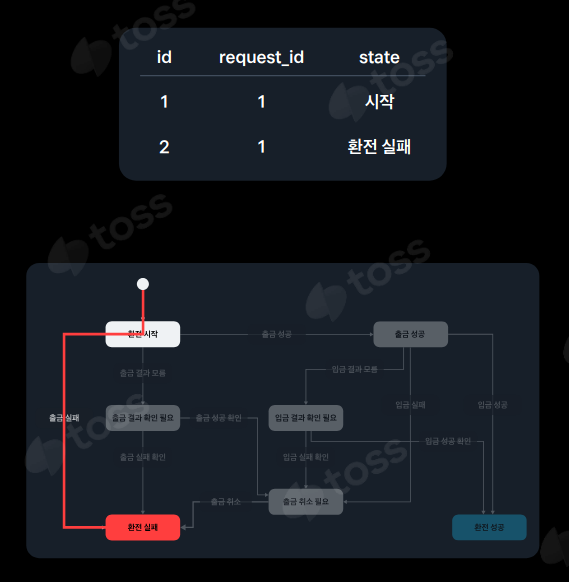 toss
id request_id state
toss
1 1 시작
2 1 환전 실패
toss
toss
환전 시작
출금 성공
출금 성공
출금 결과 모름
입금 결과 모름
출금 실패
출금 결과 확인 필요
출금 성공 확인
입금 결과 확인 필요
입금 실패
입금 성공
toss
입금 성공 확인
toss
출금 실패 확인
입금 실패 확인
출금 취소
출금 취소 필요
환전 실패
환전 성공